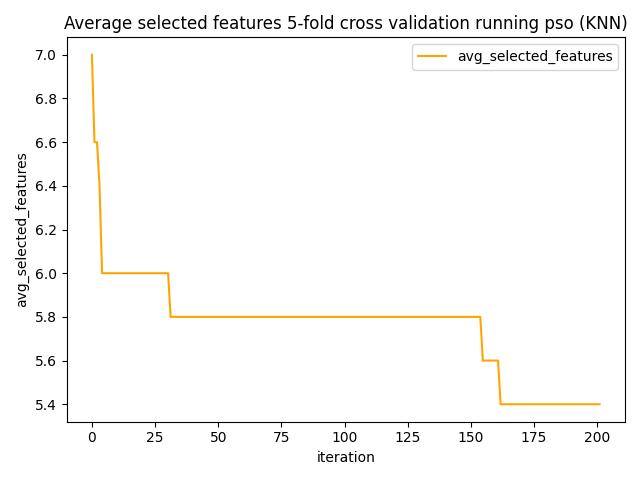 Average selected features 5-fold cross validation running pso (KNN)
avg_selected_features
7.0
6.8
6.6
6.4
6.2
6.0
5.8
5.6
5.4
avg_selected_features
0 25 50 75 100 125 150 175 200
iteration